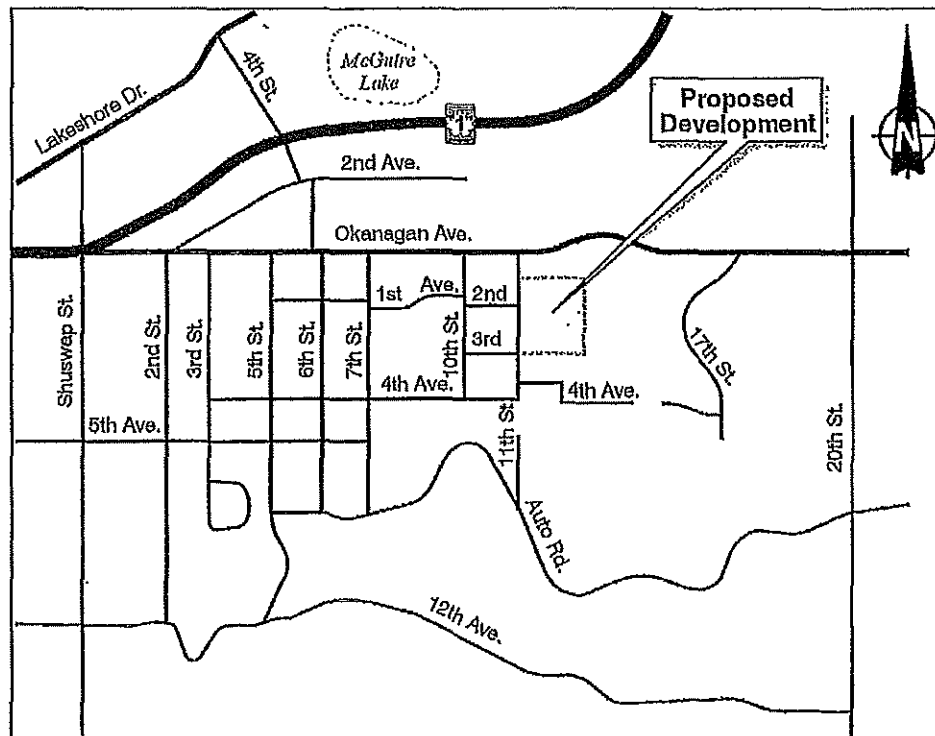 McGuire
Lake
4th St.
Lakeshore Dr.
1
Proposed
Development
N
2nd Ave.
Okanagan Ave.
1st Ave.
2nd
3rd
Shuswap St.
2nd St.
3rd St.
5th St.
6th St.
7th St.
10th St.
17th St.
4th Ave.
4th Ave.
5th Ave.
11th St.
20th St.
Auto Rd.
12th Ave.